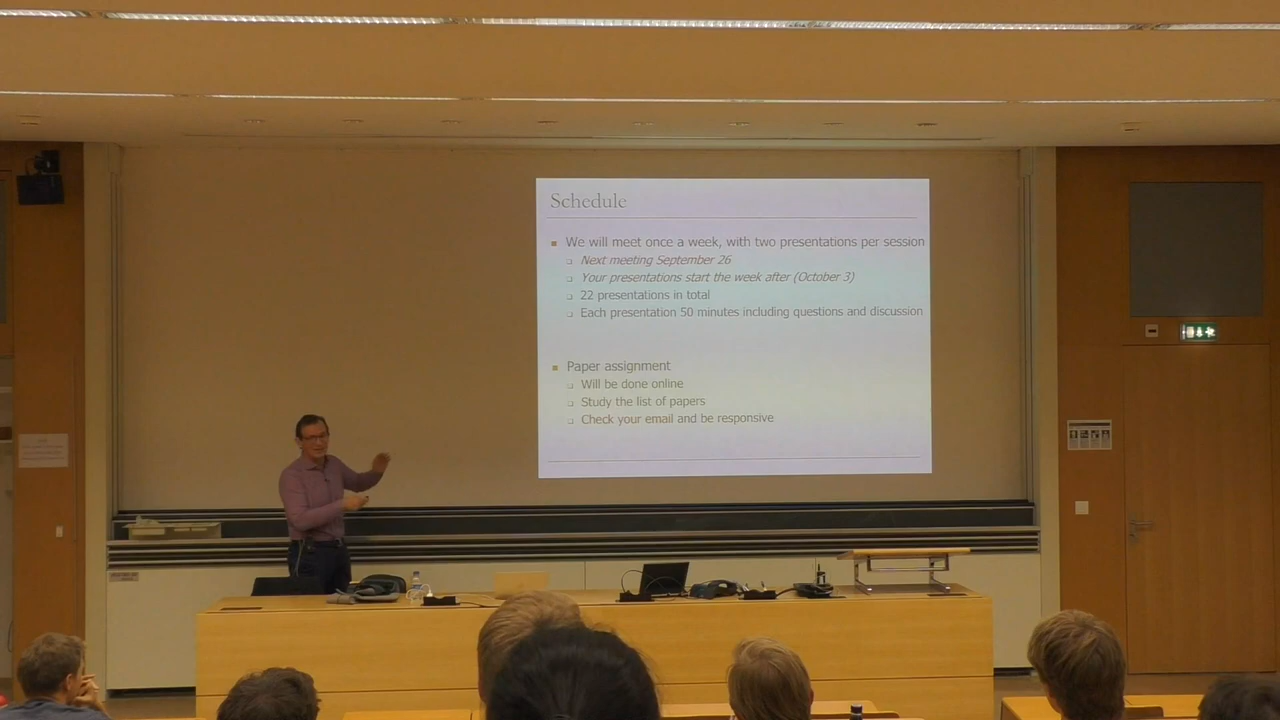 Schedule
We will meet once a week, with two presentations per session
Next meeting September 26
Your presentations start the week after (October 3)
22 presentations in total
Each presentation 50 minutes including questions and discussion
Paper assignment
Will be done online
Study the list of papers
Check your email and be responsive